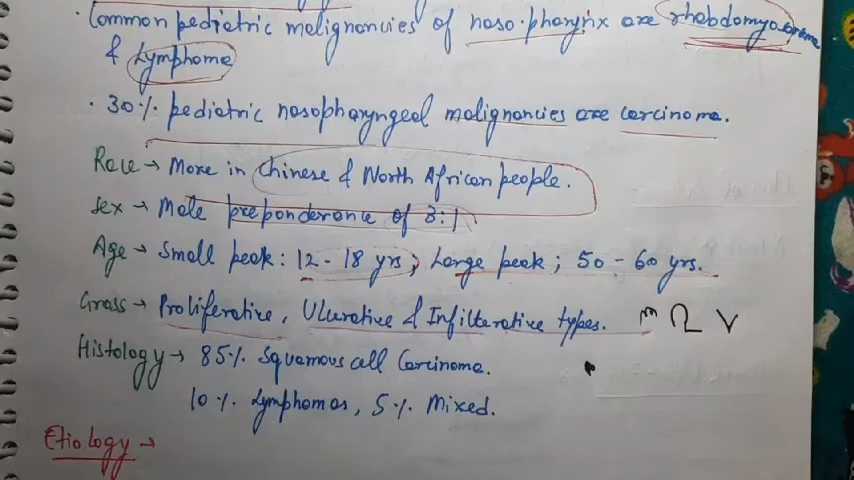 · Common pediatric malignancies of naso-pharynx are rhabdomyosarcoma
& Lymphoma
· 30% pediatric nasopharyngeal malignancies are carcinoma.
Race → More in Chinese & North African people.
Sex → Male preponderance of 3:1
Age → Small peak: 12 - 18 yrs; Large peak; 50 - 60 yrs.
Gross → Proliferative, Ulcerative & Infilterative types.
Histology → 85% Squamous cell Carcinoma.
10% Lymphomas, 5% Mixed.
Etiology →